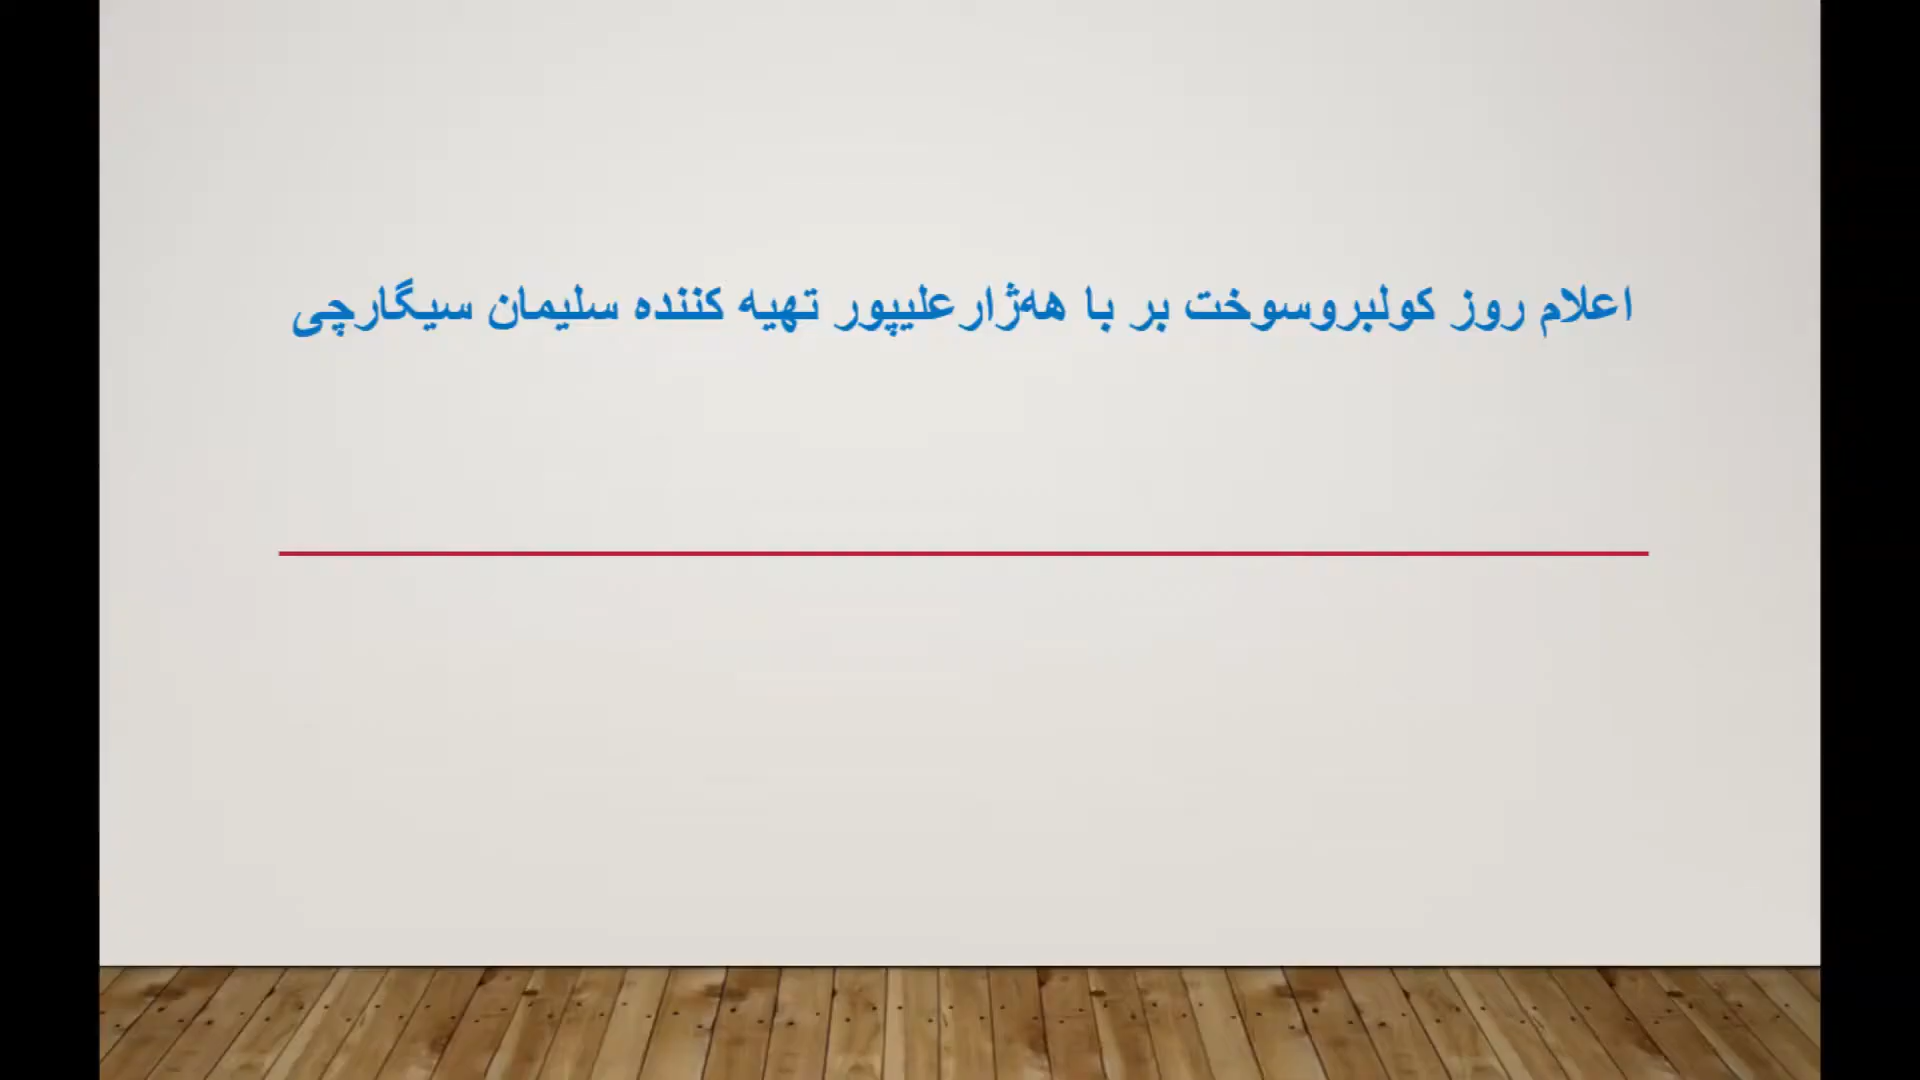 اعلام روز کولبروسوخت بر با هەژارعلیپور تهیه کننده سلیمان سیگارچی